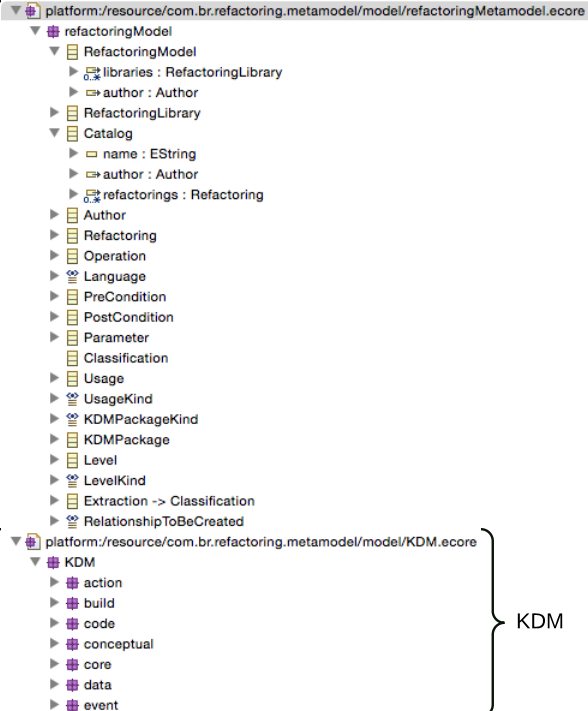 platform:/resource/com.br.refactoring.metamodel/model/refactoringMetamodel.ecore
refactoringModel
RefactoringModel
0..* libraries : RefactoringLibrary
author : Author
RefactoringLibrary
Catalog
name : EString
author : Author
0..* refactorings : Refactoring
Author
Refactoring
Operation
Language
PreCondition
PostCondition
Parameter
Classification
Usage
UsageKind
KDMPackageKind
KDMPackage
Level
LevelKind
Extraction -> Classification
RelationshipToBeCreated
platform:/resource/com.br.refactoring.metamodel/model/KDM.ecore
KDM
action
build
code
KDM
conceptual
core
data
event